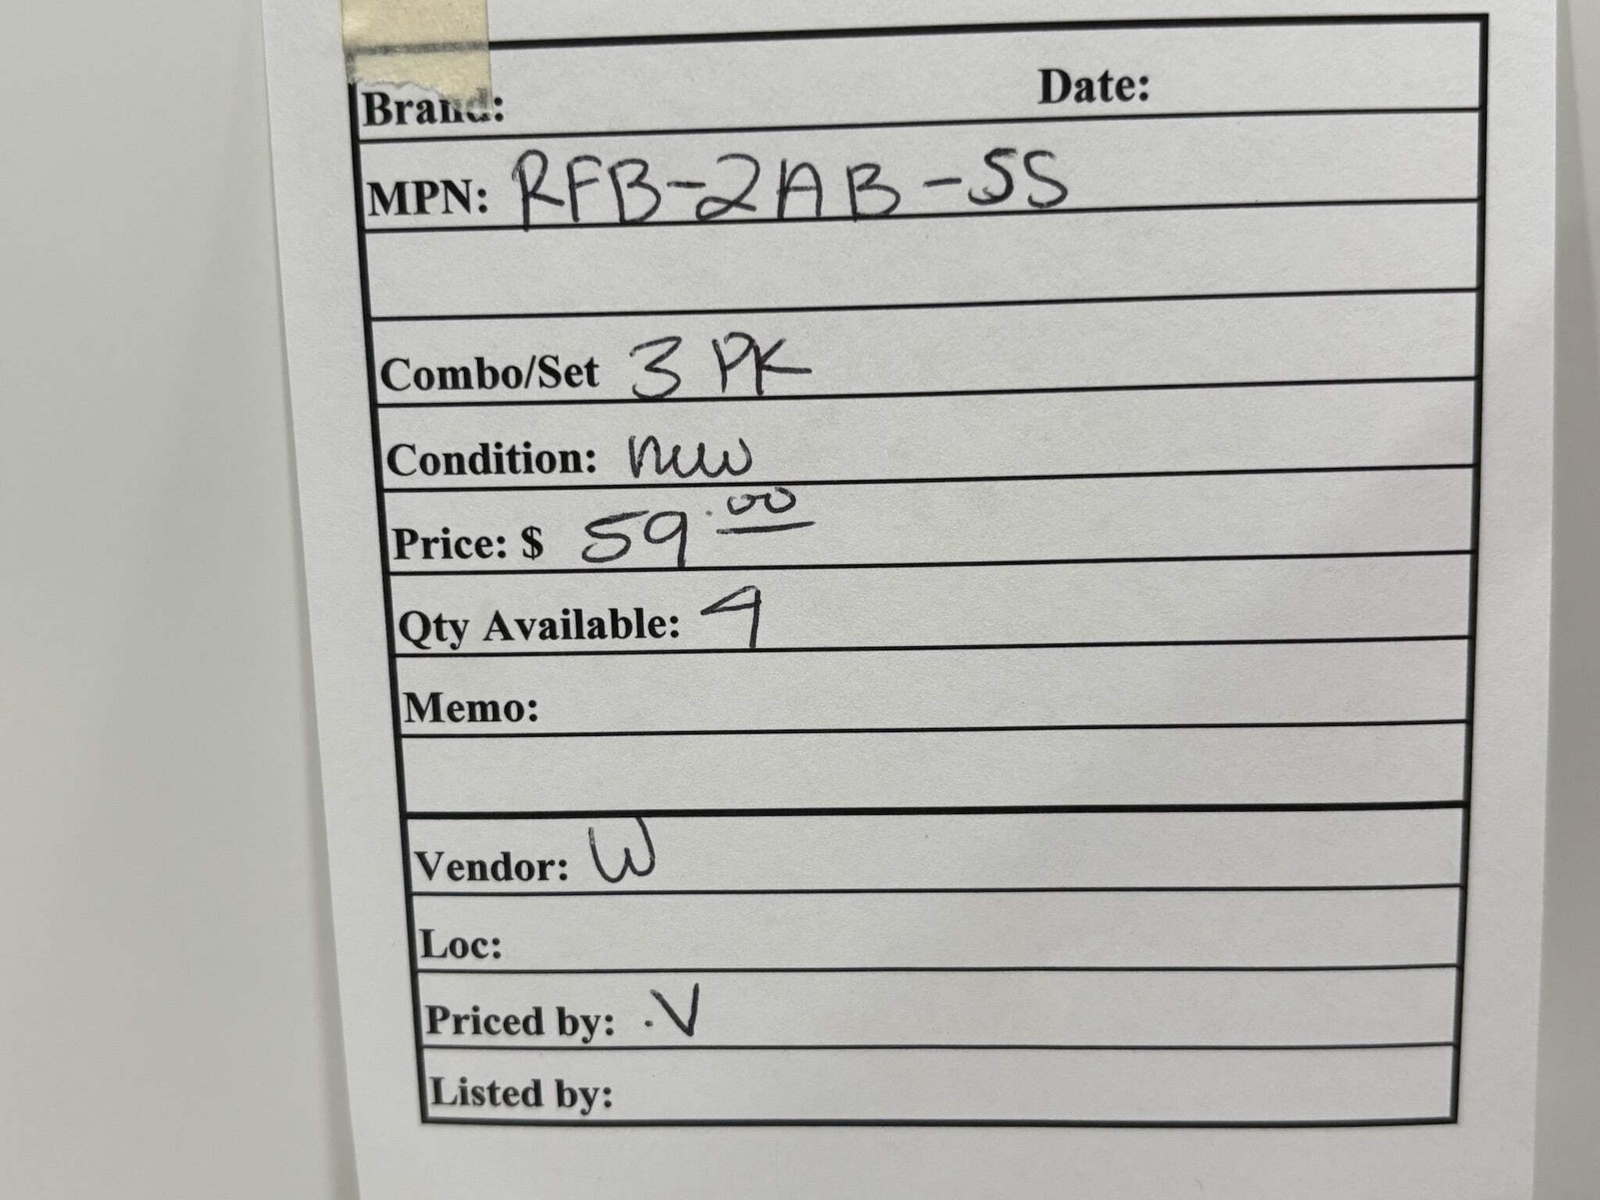 Brand: Date:
MPN: RFB-2AB-SS
Combo/Set 3 PK
Condition: new
Price: $ 59.00
Qty Available: 4
Memo:
Vendor: W
Loc:
Priced by: .V
Listed by: